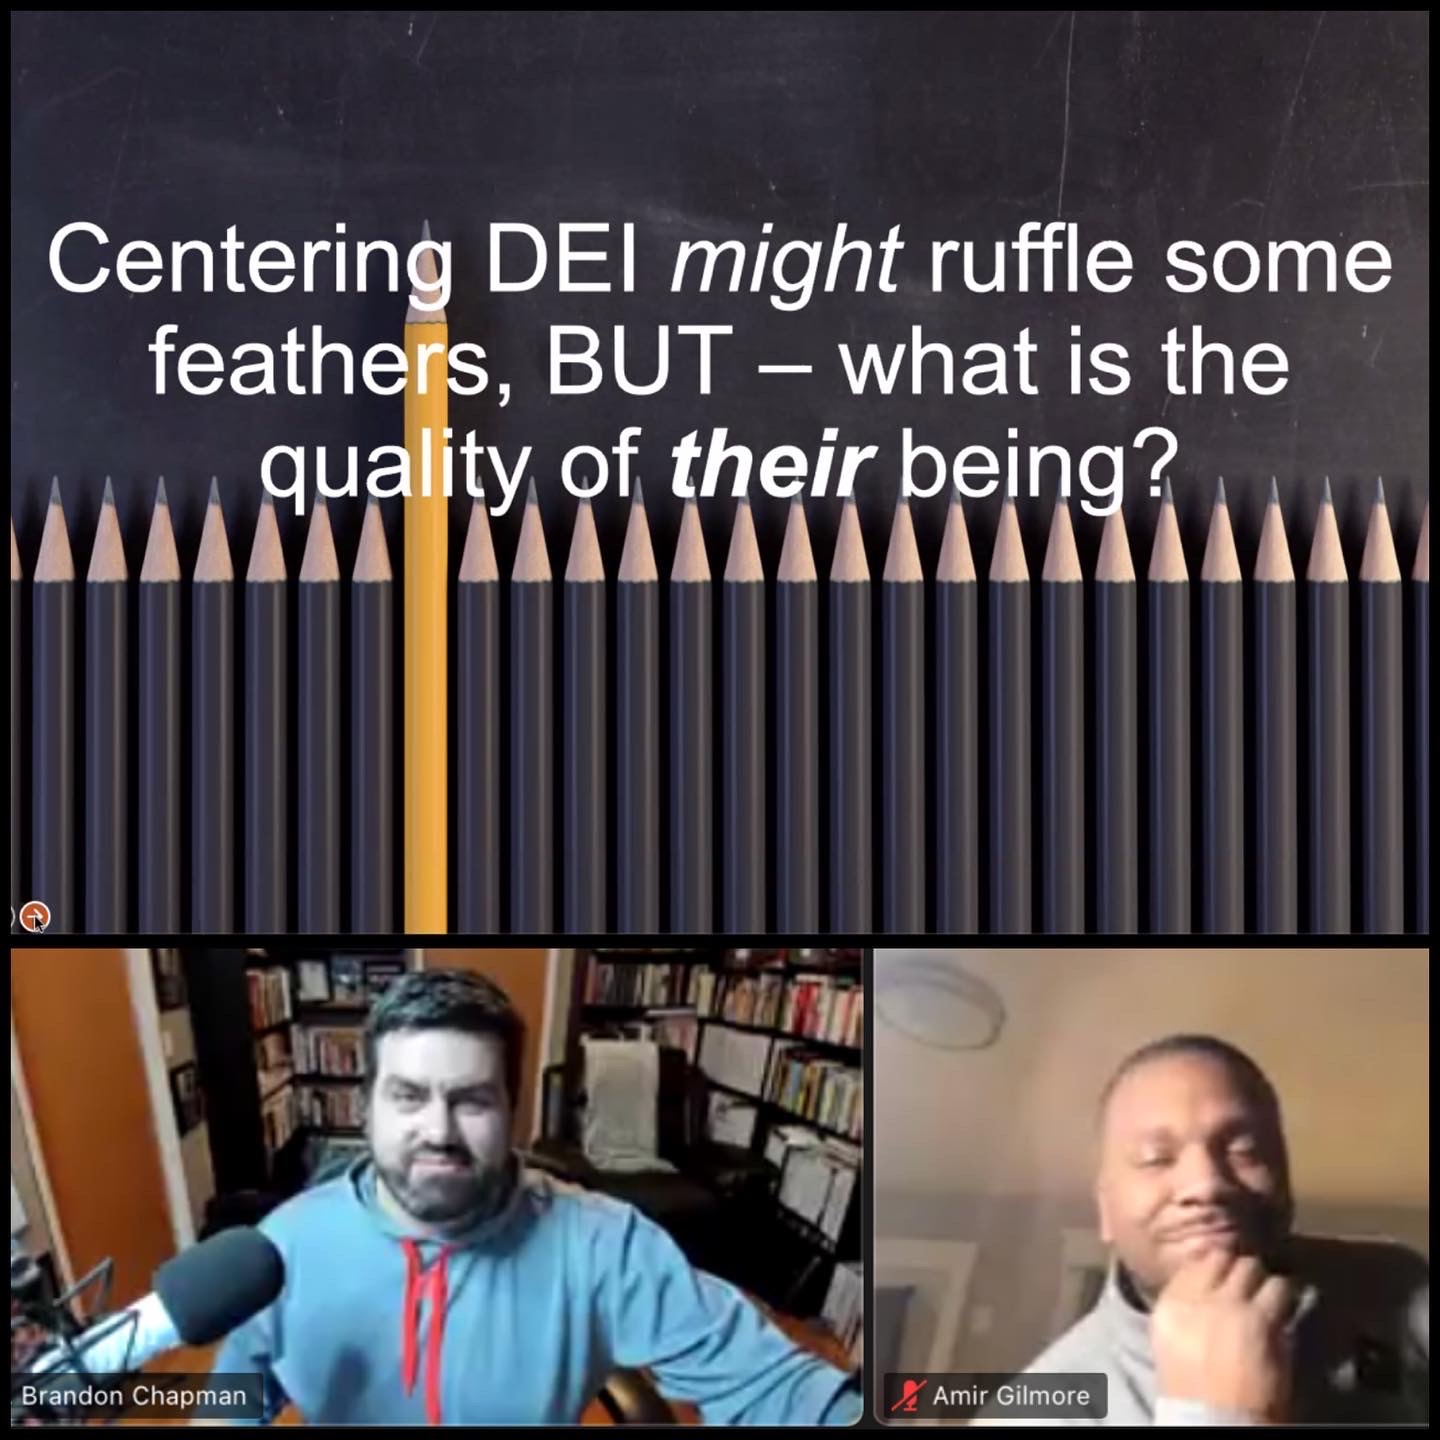 Centering DEI might ruffle some
feathers, BUT – what is the
quality of their being?
Brandon Chapman
Amir Gilmore